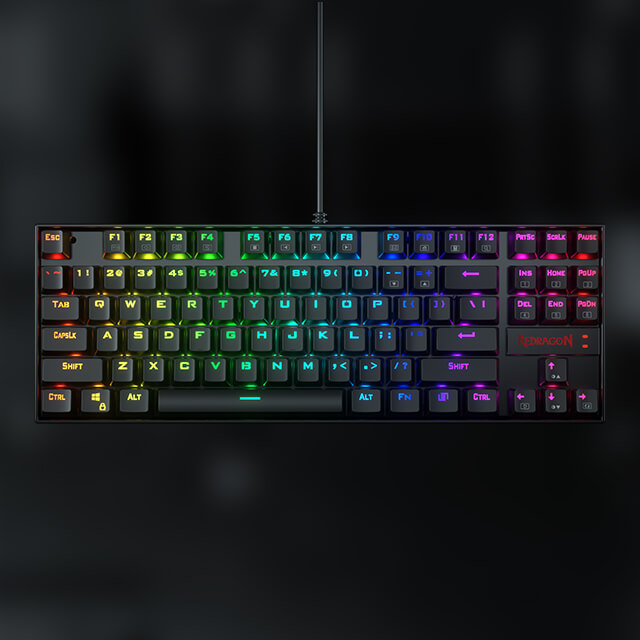 ESC F1 F2 F3 F4 F5 F6 F7 F8 F9 F10 F11 F12 PRTSC SCRLK PAUSE
1! 2@ 3# 4$ 5% 6^ 7& 8* 9( 0) INS HOME PGUP
TAB Q W E R T Y U I O P [{ ]} \| DEL END PGDN
CAPSLK A S D F G H J K L ;: REDRAGON
SHIFT Z X C V B N M ,< .> /? SHIFT
CTRL ALT ALT FN CTRL